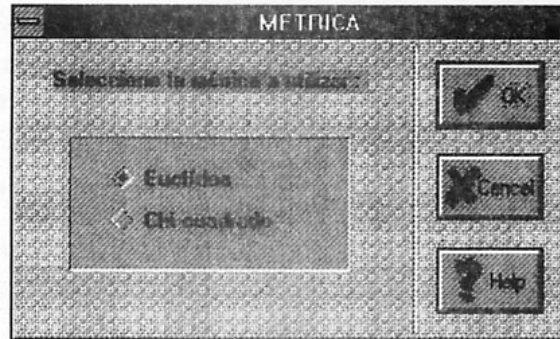 METRICA
Seleccione la métrica a utilizar:
Euclídea
Chi-cuadrado
OK
Cancel
Help